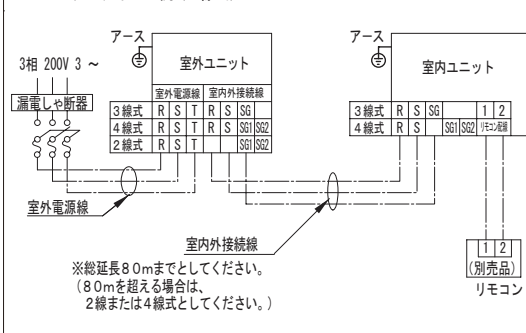 アース
3相 200V 3 ~
漏電しゃ断器
室外ユニット
室外電源線 室内外接続線
3線式 R S T R S SG
4線式 R S T R S SG1 SG2
2線式 R S T SG1 SG2
室外電源線
室内外接続線
※総延長80mまでとしてください。
(80mを超える場合は、
2線または4線式としてください。)
アース
室内ユニット
3線式 R S SG 1 2
4線式 R S SG1 SG2 リモコン配線
1 2
(別売品)
リモコン